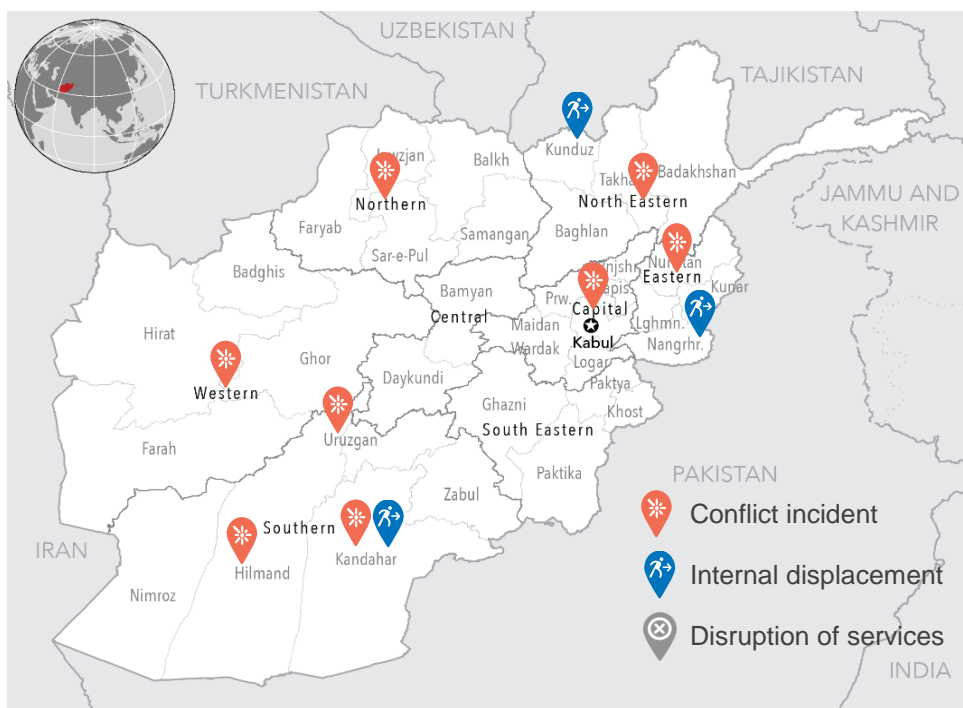 UZBEKISTAN
TAJIKISTAN
TURKMENISTAN
Kunduz
Balkh
Badakhshan
Northern
North Eastern
JAMMU AND
KASHMIR
Faryab
Samangan
Baghlan
Sar-e-Pul
Badghis
Eastern
Bamyan
Kunar
Prw.
Capital
Central
Hirat
Maidan
Wardak
Lghmn.
Kabul
Nangrhr.
Ghor
Logar
Daykundi
Paktya
Western
Ghazni
Khost
South Eastern
Uruzgan
Farah
Paktika
PAKISTAN
Zabul
Conflict incident
Southern
IRAN
Kandahar
Hilmand
Internal displacement
Nimroz
Disruption of services
INDIA